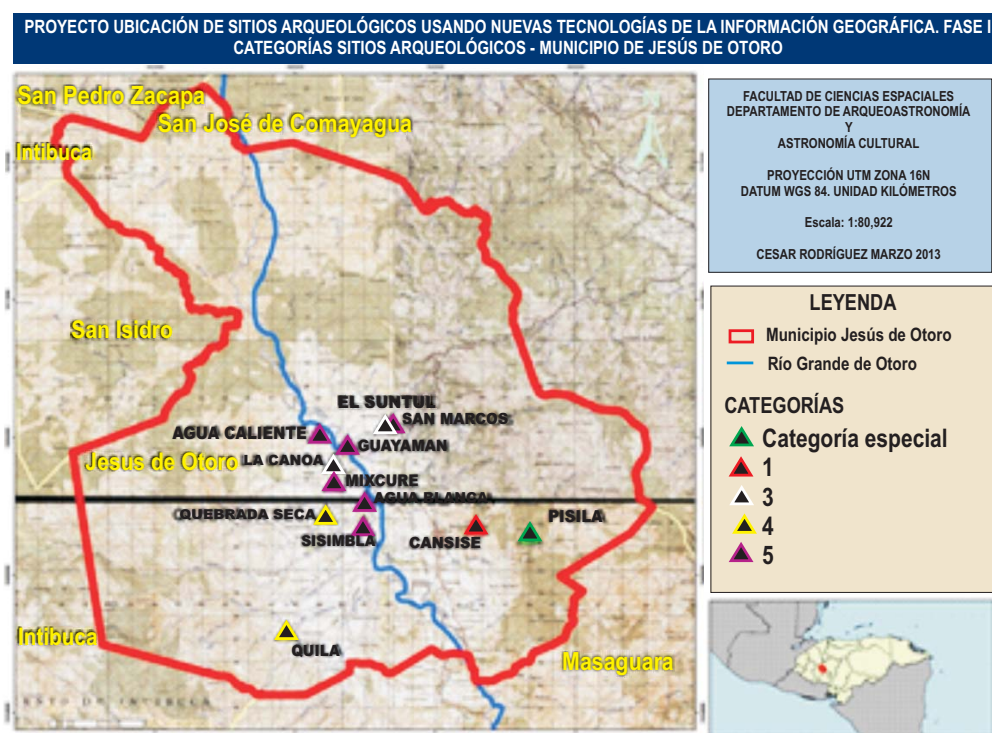 PROYECTO UBICACIÓN DE SITIOS ARQUEOLÓGICOS USANDO NUEVAS TECNOLOGÍAS DE LA INFORMACIÓN GEOGRÁFICA. FASE I
CATEGORÍAS SITIOS ARQUEOLÓGICOS - MUNICIPIO DE JESÚS DE OTORO
San Pedro Zacapa
San José de Comayagua
Intibuca
San Isidro
EL SUNTUL
SAN MARCOS
AGUA CALIENTE
GUAYAMAN
Jesus de Otoro
LA CANOA
MIXCURE
AGUA BLANCA
QUEBRADA SECA
SISIMBLA
CANSISE
PISILA
Intibuca
QUILA
Masaguara
FACULTAD DE CIENCIAS ESPACIALES
DEPARTAMENTO DE ARQUEOASTRONOMÍA
Y
ASTRONOMÍA CULTURAL
PROYECCIÓN UTM ZONA 16N
DATUM WGS 84. UNIDAD KILÓMETROS
Escala: 1:80,922
CESAR RODRÍGUEZ MARZO 2013
LEYENDA
Municipio Jesús de Otoro
Río Grande de Otoro
CATEGORÍAS
Categoría especial
1
3
4
5